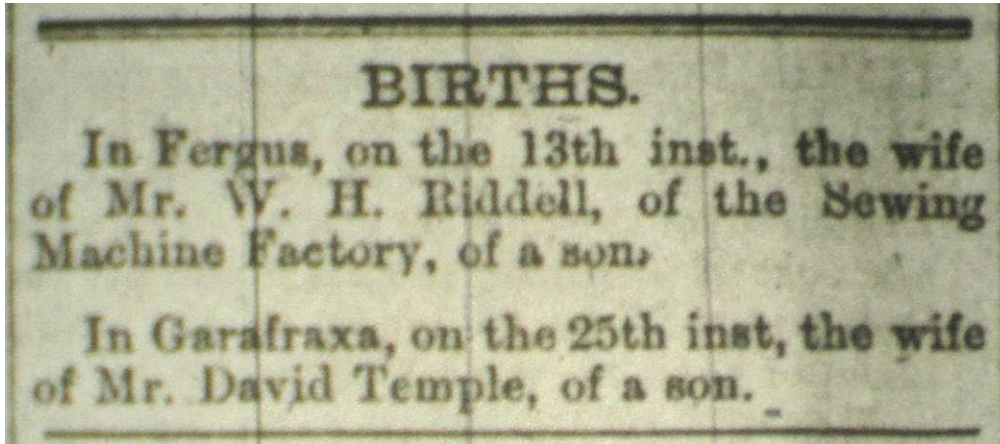 BIRTHS.
In Fergus, on the 13th inst., the wife
of Mr. W. H. Riddell, of the Sewing
Machine Factory, of a son.
In Garafraxa, on the 25th inst, the wife
of Mr. David Temple, of a son.